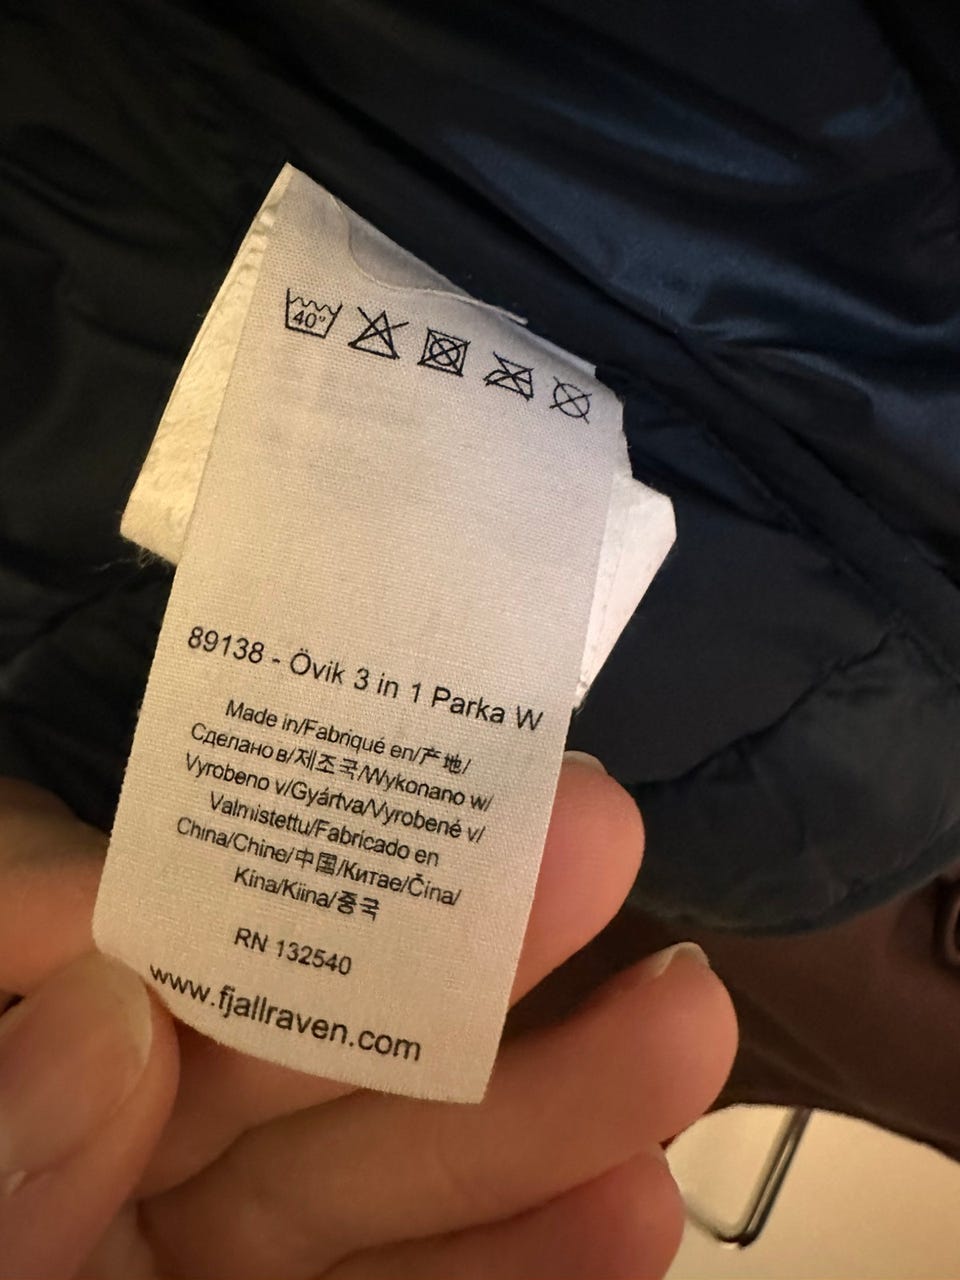 40°
89138 - Övik 3 in 1 Parka W
Made in/Fabriqué en/产地/
Сделано в/제조국/Wykonano w/
Vyrobeno v/Gyártva/Vyrobené v/
Valmistettu/Fabricado en
China/Chine/中国/Китае/Čína/
Kína/Kiina/중국
RN 132540
www.fjallraven.com